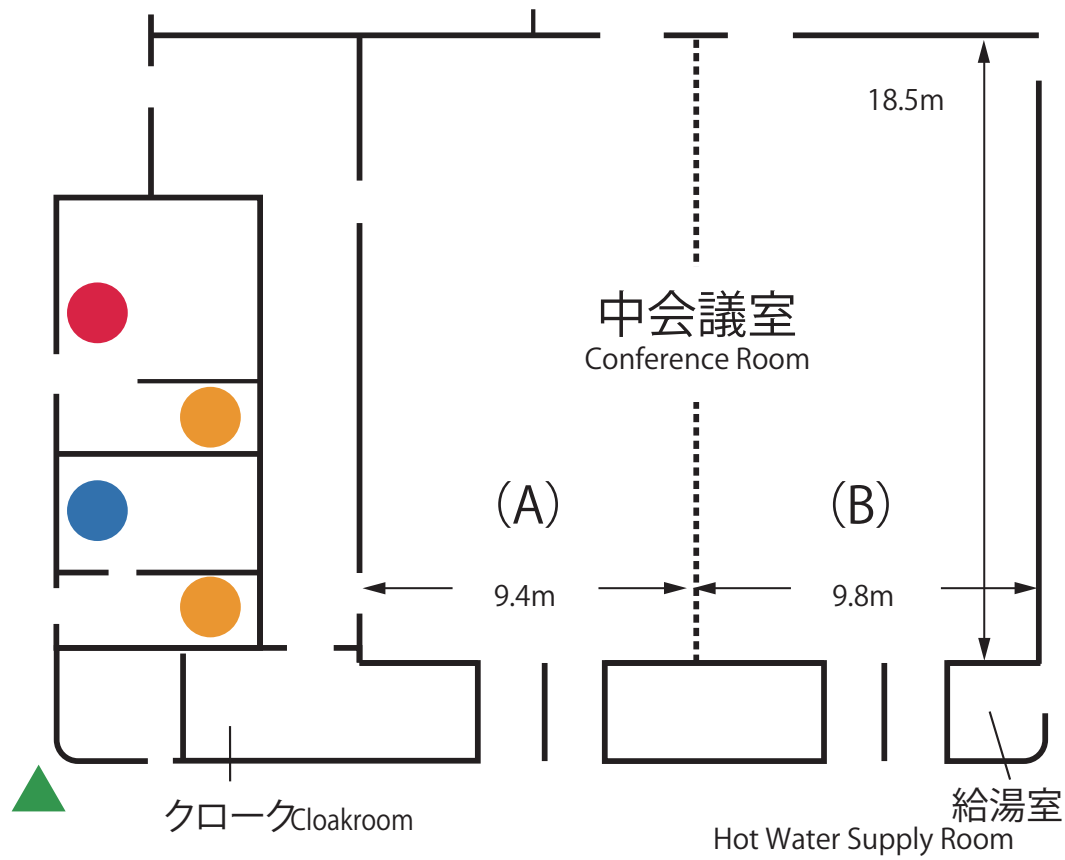 18.5m
中会議室
Conference Room
(A)
(B)
9.4m
9.8m
クロークCloakroom
給湯室
Hot Water Supply Room